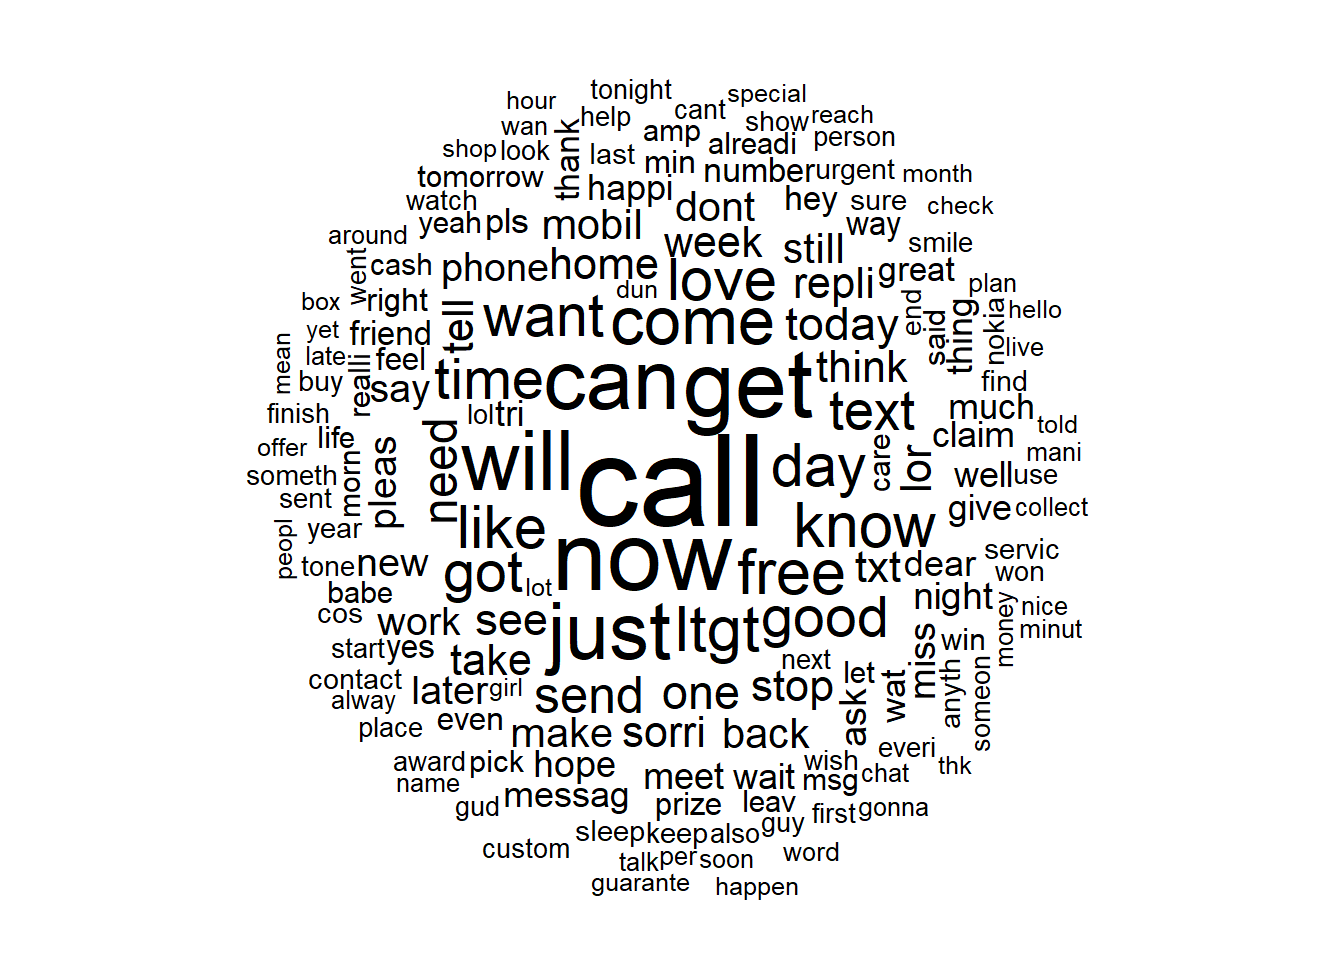 tonight
special
hour
cant
wan
help
show
reach
amp
thank
alreadi
person
shop
look
last
min
number
urgent
month
tomorrow
happi
watch
dont
hey
sure
check
yeah
pls
mobil
week
still
way
around
smile
went
cash
phone
home
love
repli
great
plan
box
right
dun
end
hello
yet
friend
tell
want
come
today
said
thing
nokia
mean
late
feel
think
live
buy
realli
say
time
can
get
find
finish
lol
tri
text
much
told
offer
life
claim
mani
someth
morn
pleas
need
will
call
day
care
lor
well
use
sent
year
like
know
give
collect
peopl
tone
new
got
lot
now
free
txt
dear
servic
won
babe
night
nice
cos
work
see
just
ltgt
good
money
minut
start
yes
take
next
let
miss
win
contact
later
girl
send
one
stop
wat
anyth
someon
alway
place
even
make
sorri
back
ask
everi
award
pick
hope
meet
wait
wish
msg
chat
thk
name
gud
messag
prize
leav
first
gonna
sleep
keep
also
guy
custom
talk
per
soon
word
guarante
happen